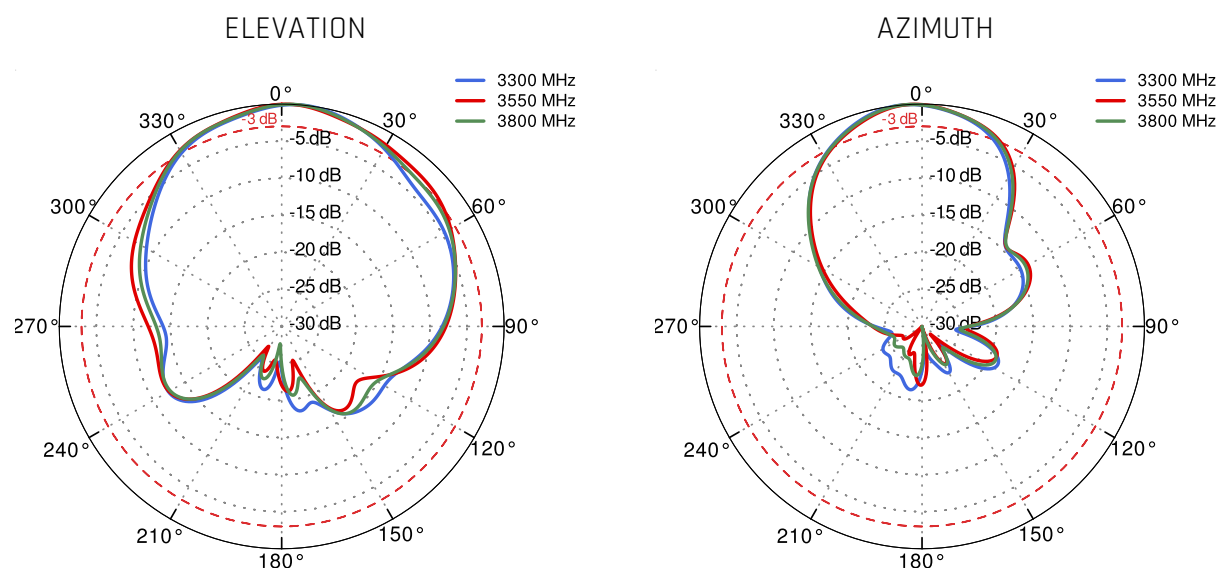 ELEVATION
3300 MHz
3550 MHz
3800 MHz
0°
-3 dB
330°
30°
-5 dB
-10 dB
300°
-15 dB
60°
-20 dB
-25 dB
270°
-30 dB
90°
240°
120°
210°
150°
180°
AZIMUTH
3300 MHz
3550 MHz
3800 MHz
0°
-3 dB
330°
30°
-5 dB
-10 dB
300°
-15 dB
60°
-20 dB
-25 dB
270°
-30 dB
90°
240°
120°
210°
150°
180°